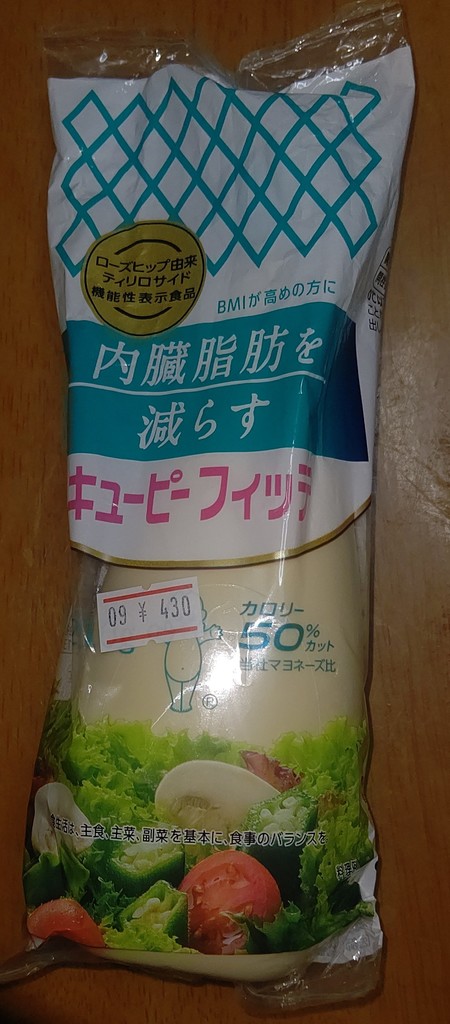 ローズヒップ由来
ティリロサイド
機能性表示食品
BMIが高めの方に
内臓脂肪を
減らす
キユーピー フィッテ
09 ¥ 430
カロリー
50%
カット
当社マヨネーズ比
R
食生活は、主食、主菜、副菜を基本に、食事のバランスを